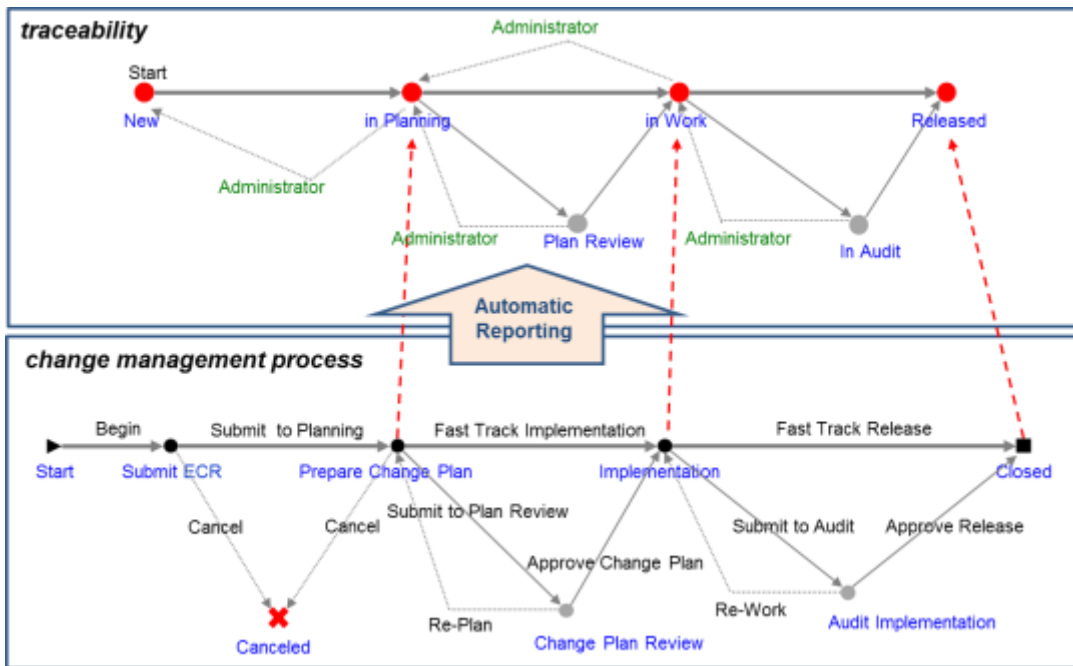 traceability
Administrator
Start
New
in Planning
in Work
Released
Administrator
Administrator
Plan Review
Administrator
In Audit
Automatic
Reporting
change management process
Begin
Submit to Planning
Fast Track Implementation
Fast Track Release
Start
Submit ECR
Prepare Change Plan
Implementation
Closed
Cancel
Cancel
Submit to Plan Review
Submit to Audit
Approve Release
Approve Change Plan
Re-Plan
Re-Work
Canceled
Change Plan Review
Audit Implementation